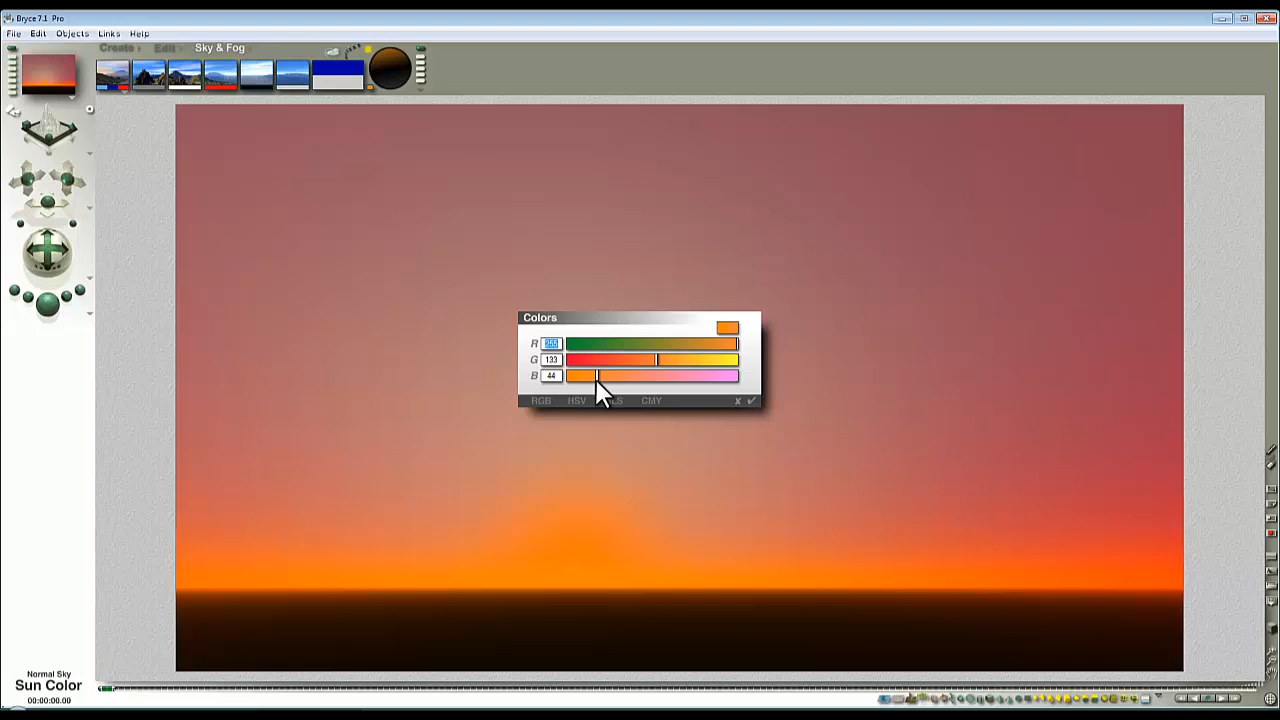 Bryce 7.1 Pro
File Edit Objects Links Help
Create Edit Sky & Fog
Colors
R 255
G 133
B 44
RGB HSV LS CMY
Normal Sky
Sun Color
00:00:00.00